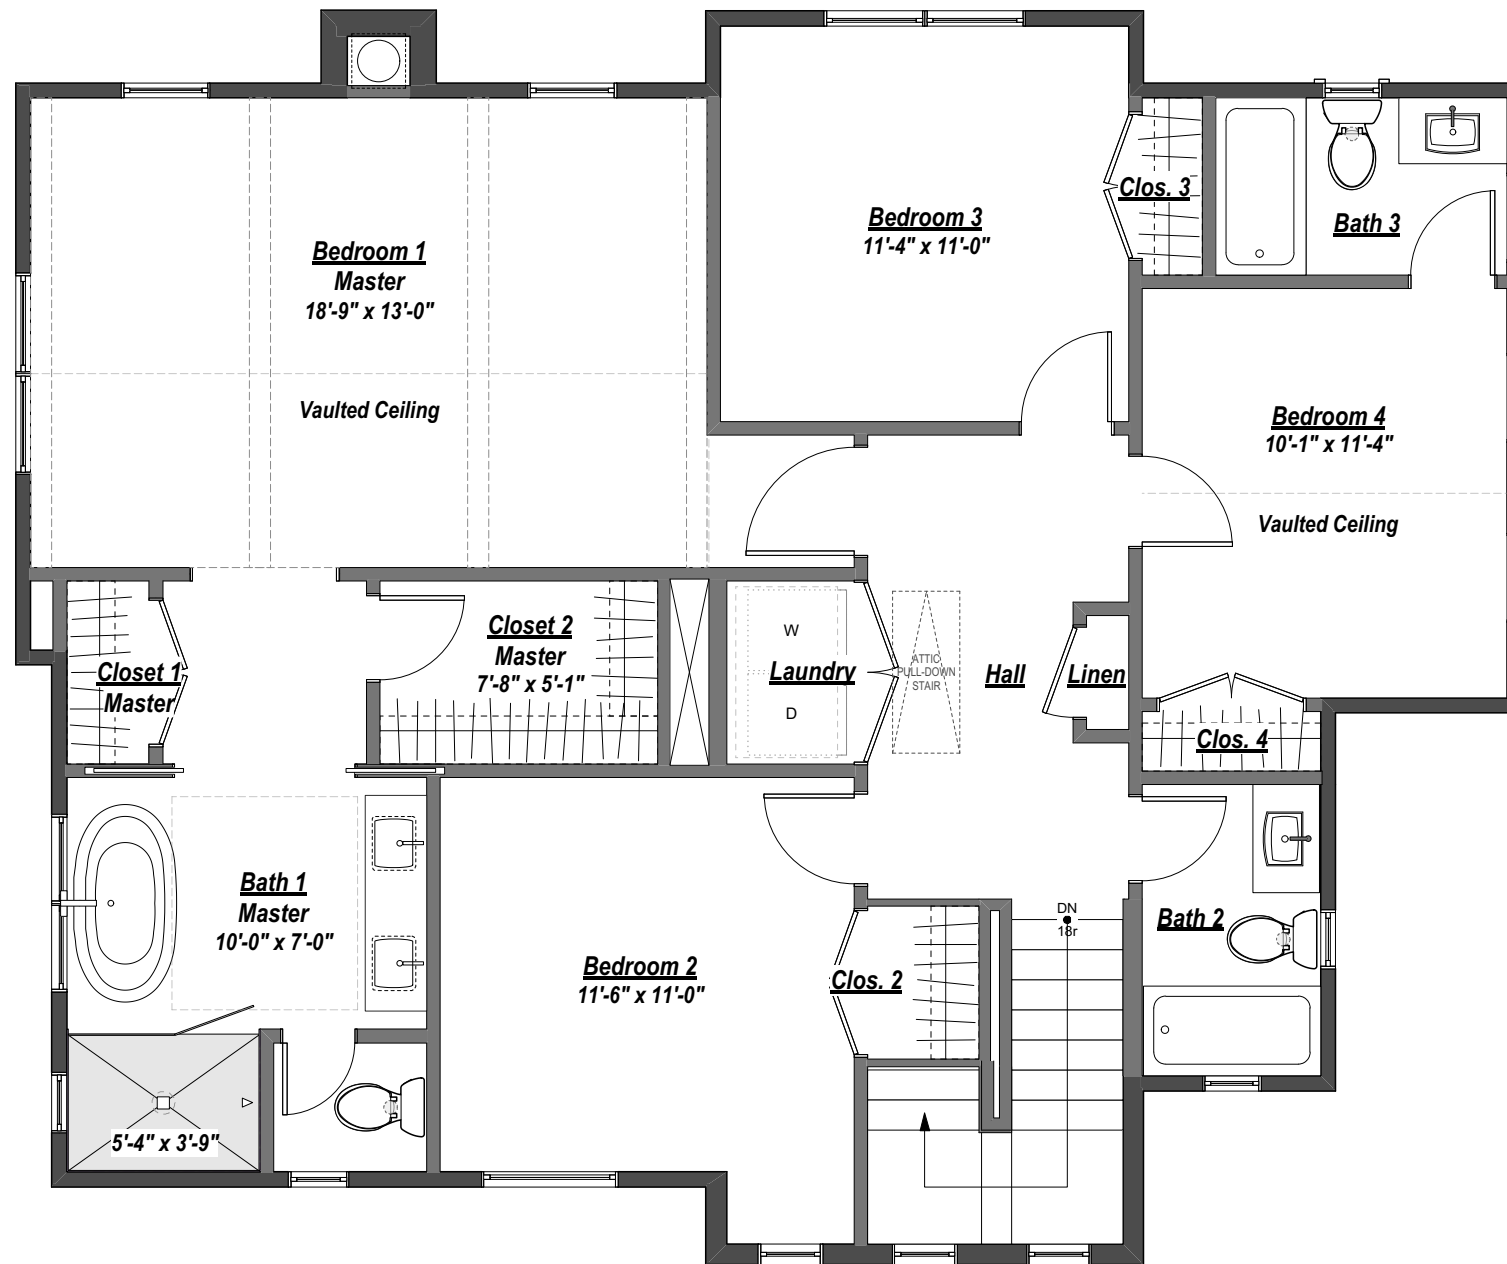 Bedroom 1
Master
18'-9" x 13'-0"
Vaulted Ceiling
Bedroom 3
11'-4" x 11'-0"
Clos. 3
Bath 3
Bedroom 4
10'-1" x 11'-4"
Vaulted Ceiling
Closet 1
Master
Closet 2
Master
7'-8" x 5'-1"
W
Laundry
D
ATTIC
PULL-DOWN
STAIR
Hall
Linen
Clos. 4
Bath 1
Master
10'-0" x 7'-0"
5'-4" x 3'-9"
Bedroom 2
11'-6" x 11'-0"
Clos. 2
DN
18r
Bath 2